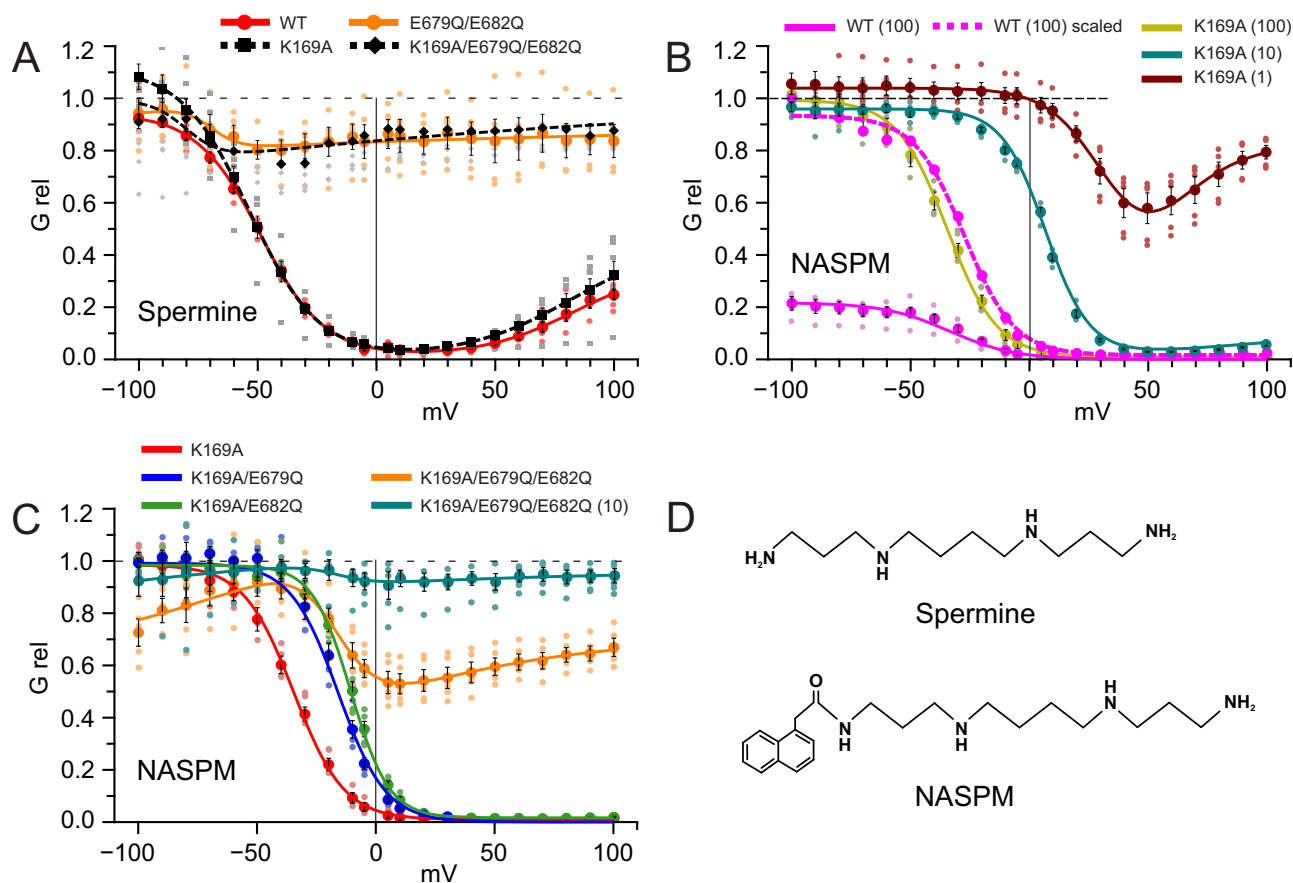 A
WT
E679Q/E682Q
K169A
K169A/E679Q/E682Q
1.2
1.0
0.8
0.6
0.4
0.2
0.0
G rel
Spermine
−100
−50
0
50
100
mV
B
WT (100)
WT (100) scaled
K169A (100)
K169A (10)
K169A (1)
1.2
1.0
0.8
0.6
0.4
0.2
0.0
G rel
NASPM
−100
−50
0
50
100
mV
C
K169A
K169A/E679Q
K169A/E679Q/E682Q
K169A/E682Q
K169A/E679Q/E682Q (10)
1.2
1.0
0.8
0.6
0.4
0.2
0.0
G rel
NASPM
−100
−50
0
50
100
mV
D
H
N
NH₂
H₂N
N
H
Spermine
O
H
N
NH₂
N
H
N
H
NASPM